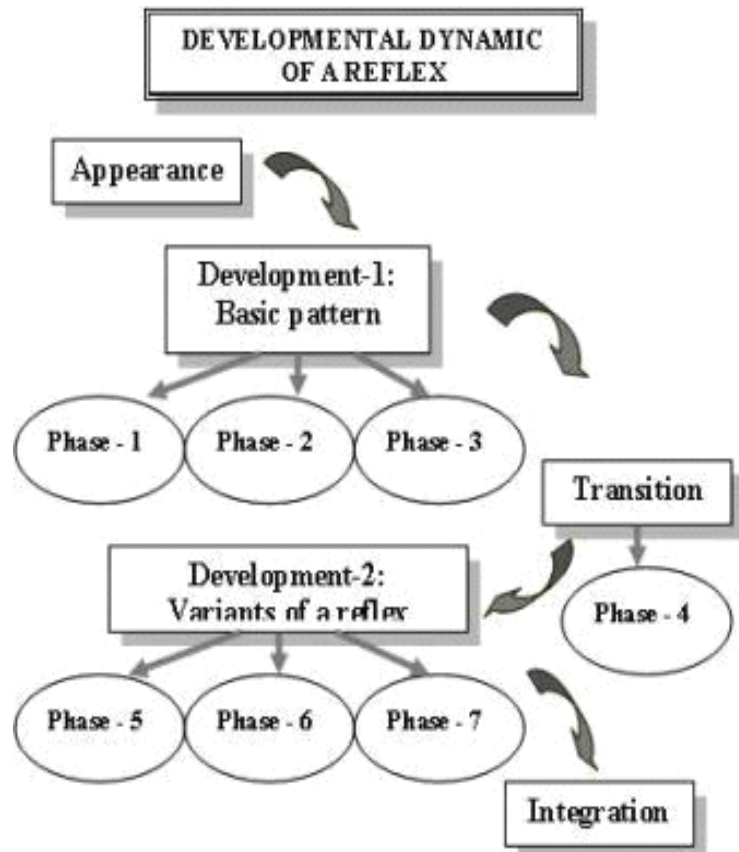 DEVELOPMENTAL DYNAMIC
OF A REFLEX
Appearance
Development-1:
Basic pattern
Phase - 1
Phase - 2
Phase - 3
Transition
Phase - 4
Development-2:
Variants of a reflex
Phase - 5
Phase - 6
Phase - 7
Integration